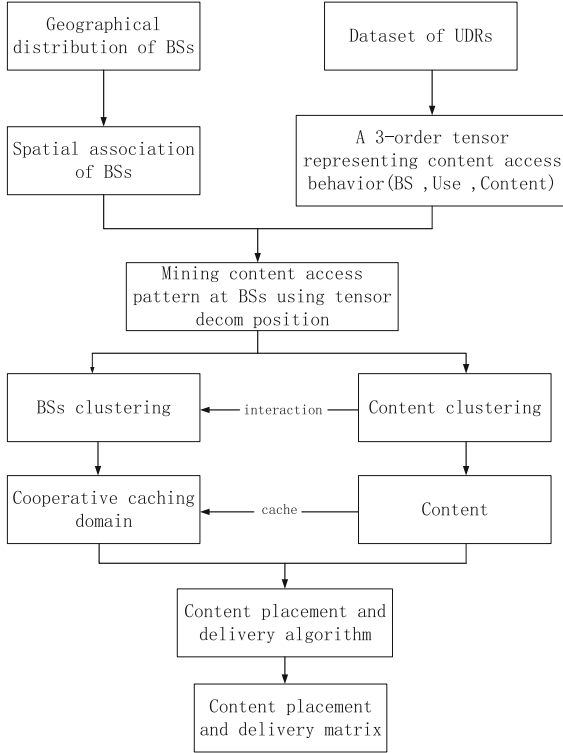 Geographical
distribution of BSs
Dataset of UDRs
Spatial association
of BSs
A 3-order tensor
representing content access
behavior(BS ,Use ,Content)
Mining content access
pattern at BSs using tensor
decom position
BSs clustering
interaction
Content clustering
Cooperative caching
domain
cache
Content
Content placement and
delivery algorithm
Content placement
and delivery matrix